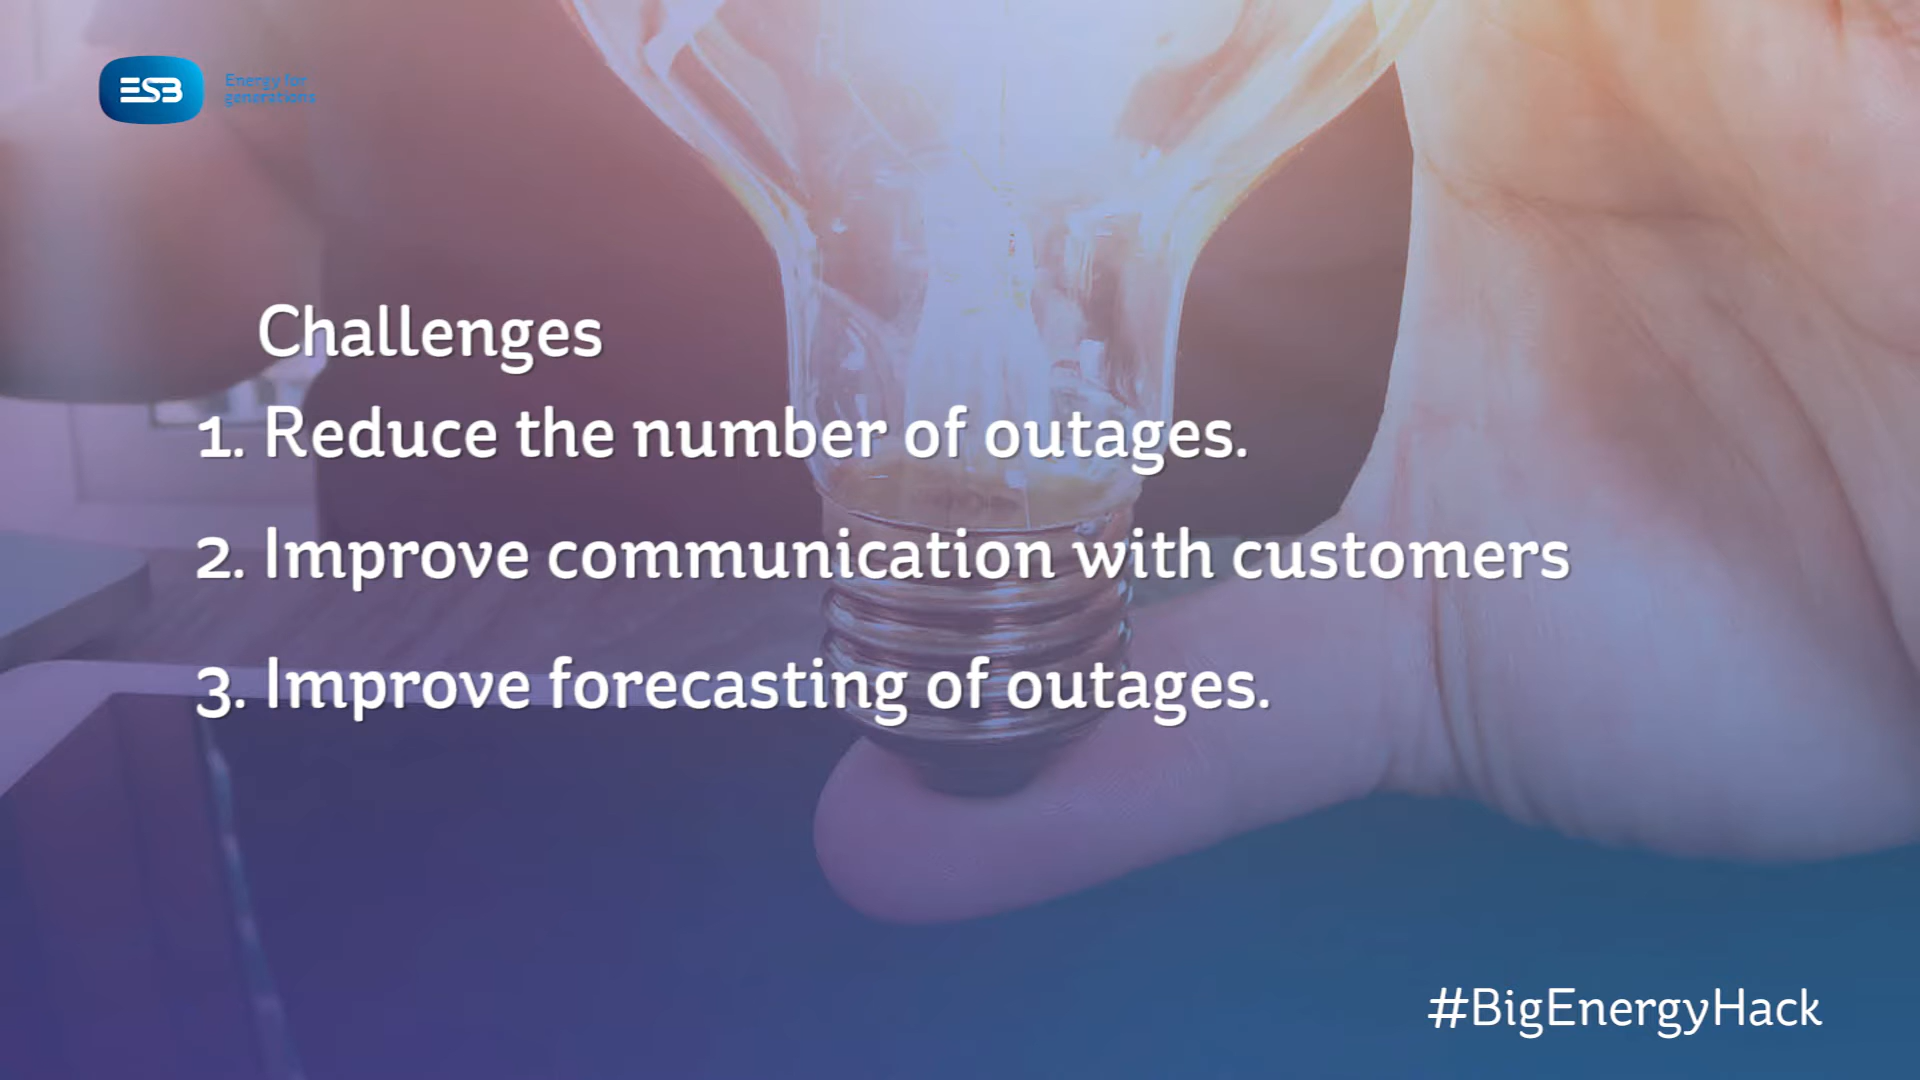 ESB
Energy for
generations
Challenges
1. Reduce the number of outages.
2. Improve communication with customers
3. Improve forecasting of outages.
#BigEnergyHack